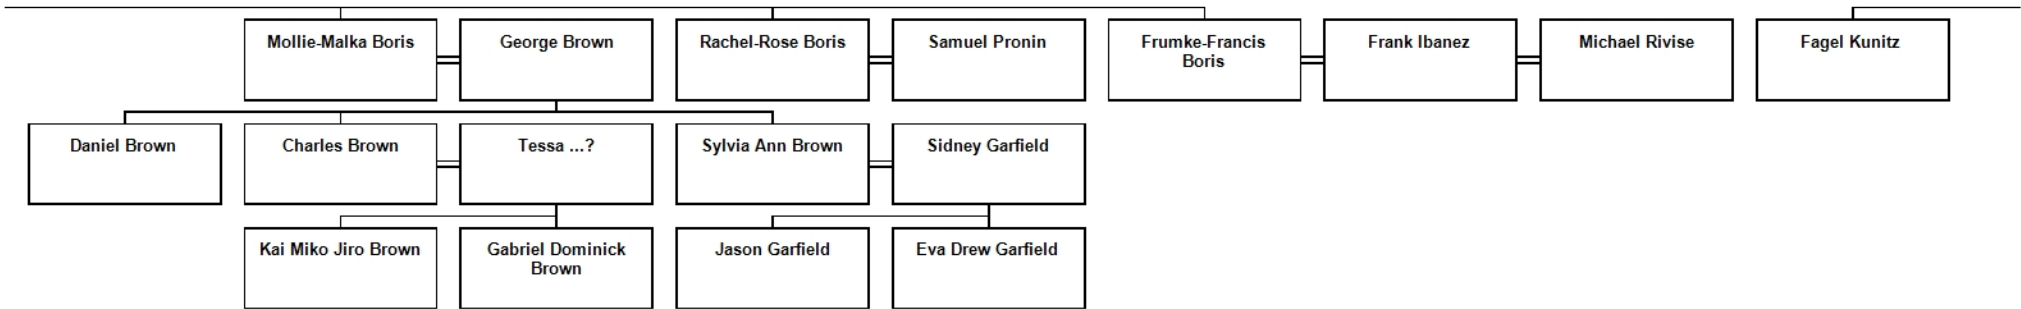 Mollie-Malka Boris
George Brown
Rachel-Rose Boris
Samuel Pronin
Frumke-Francis
Boris
Frank Ibanez
Michael Rivise
Fagel Kunitz
Daniel Brown
Charles Brown
Tessa ...?
Sylvia Ann Brown
Sidney Garfield
Kai Miko Jiro Brown
Gabriel Dominick
Brown
Jason Garfield
Eva Drew Garfield